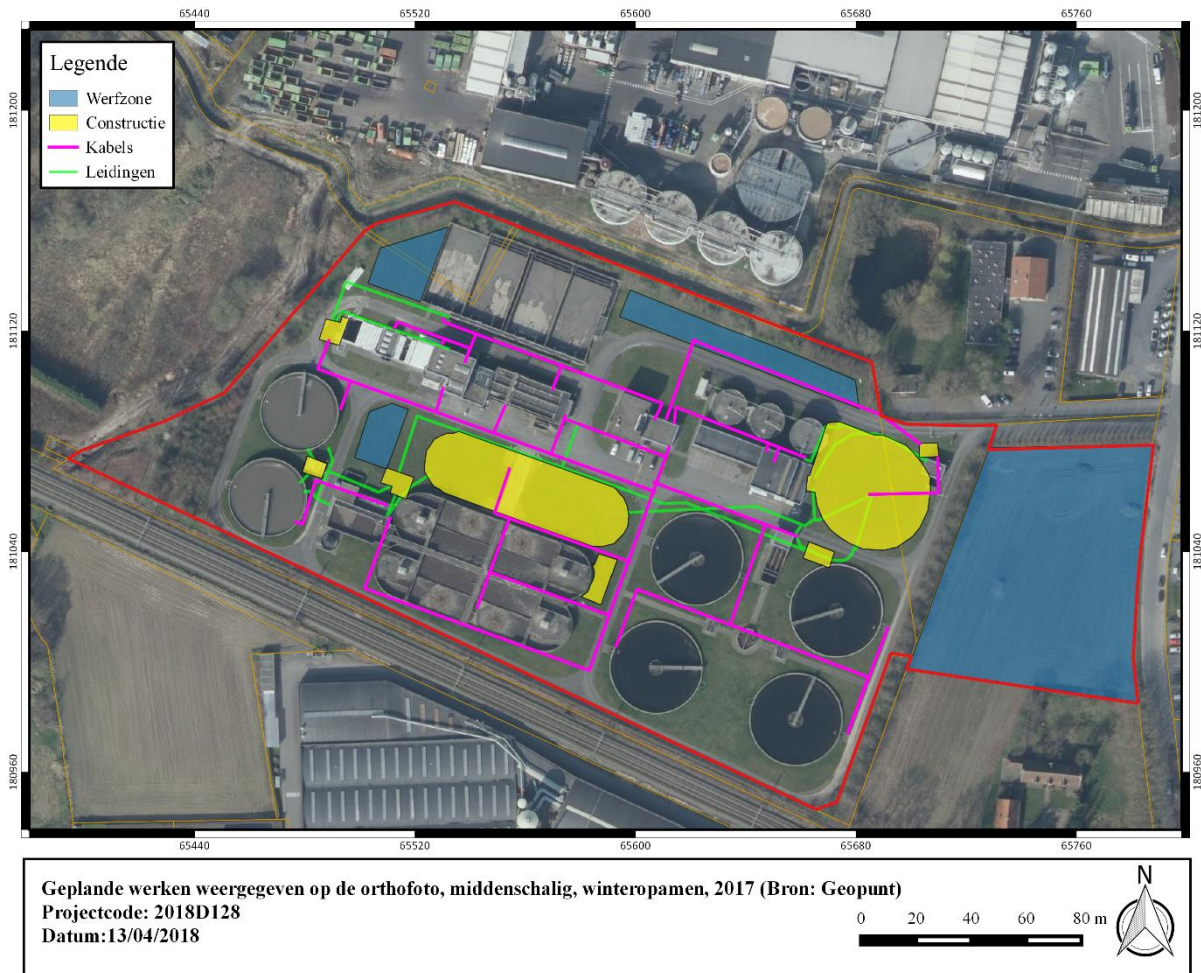 65440 65520 65600 65680 65760
181200 181200
Legende
Werfzone
Constructie
Kabels
Leidingen
181120 181120
181040 181040
180960 180960
65440 65520 65600 65680 65760
Geplande werken weergegeven op de orthofoto, middenschalig, winteropamen, 2017 (Bron: Geopunt)
Projectcode: 2018D128
Datum:13/04/2018
0 20 40 60 80 m
N